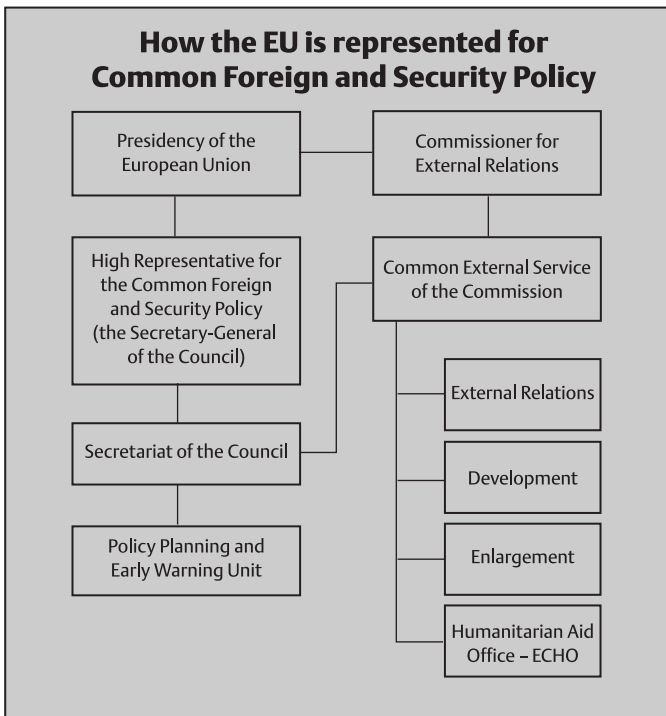 How the EU is represented for
Common Foreign and Security Policy
Presidency of the
European Union
Commissioner for
External Relations
High Representative for
the Common Foreign
and Security Policy
(the Secretary-General
of the Council)
Common External Service
of the Commission
External Relations
Secretariat of the Council
Development
Policy Planning and
Early Warning Unit
Enlargement
Humanitarian Aid
Office – ECHO